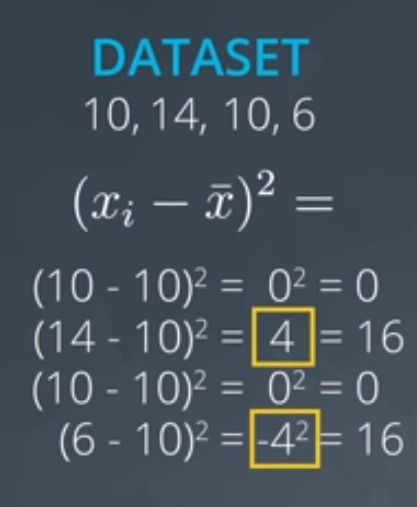 DATASET
10, 14, 10, 6
(xᵢ − x̄)² =
(10 - 10)² = 0² = 0
(14 - 10)² = 4 = 16
(10 - 10)² = 0² = 0
(6 - 10)² = -4² = 16